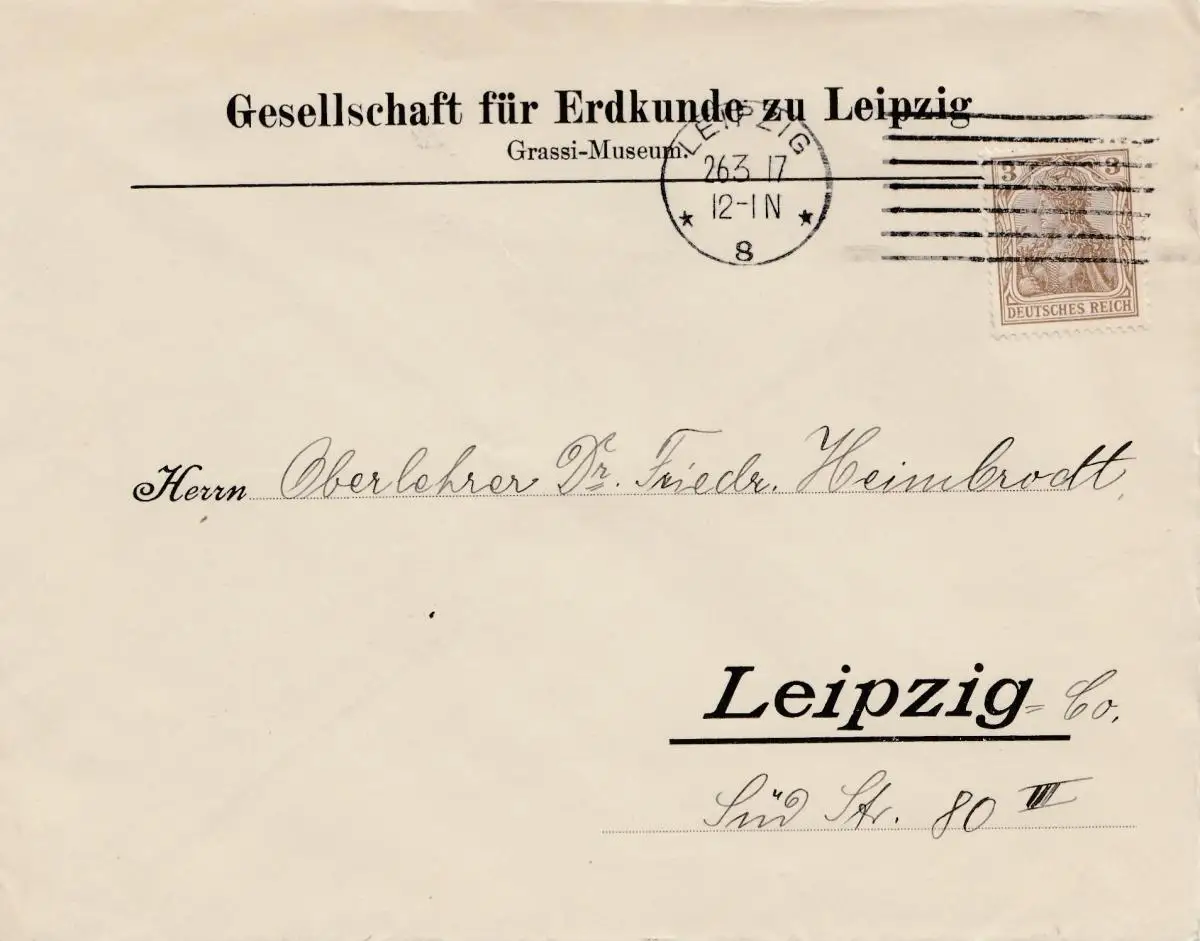 Gesellschaft für Erdkunde zu Leipzig
Grassi-Museum.
LEIPZIG
26.3.17
12-1 N
* 8 *
3 3
DEUTSCHES REICH
Herrn Oberlehrer Dr. Friedr. Heimbrodt,
Leipzig = Co.
Süd Str. 80 III